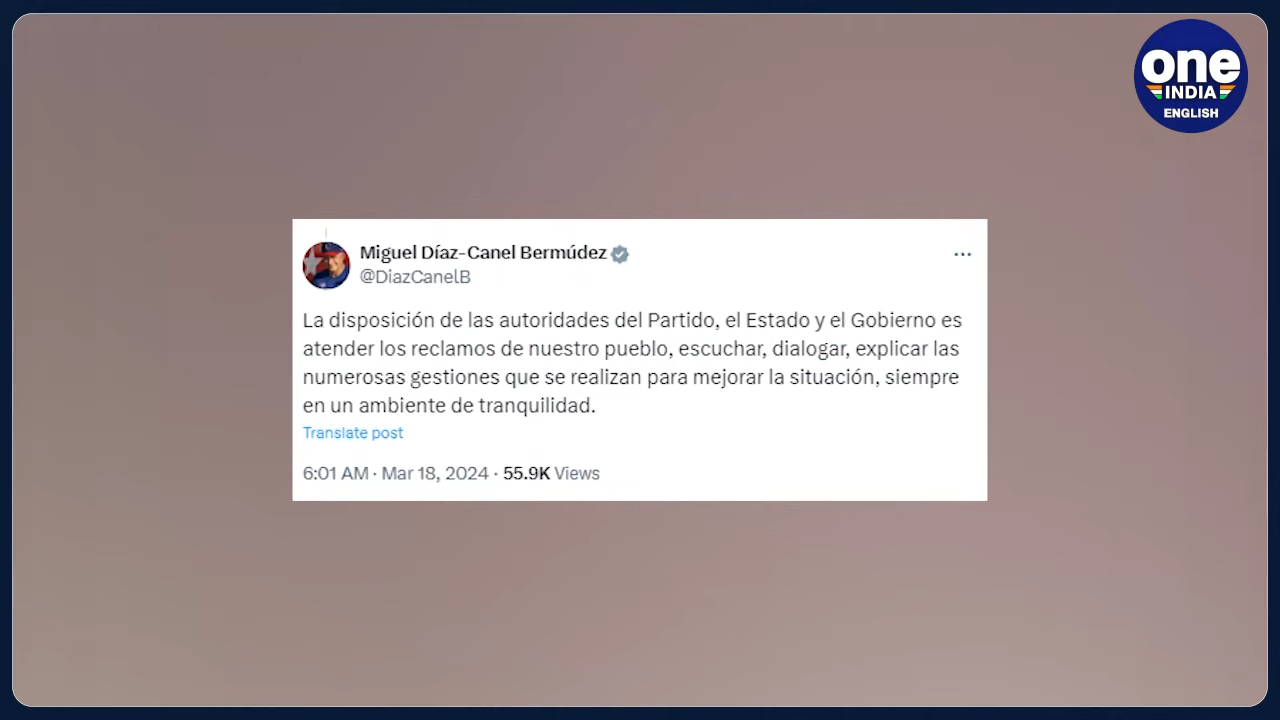 one
INDIA
ENGLISH
Miguel Díaz-Canel Bermúdez
@DiazCanelB
La disposición de las autoridades del Partido, el Estado y el Gobierno es
atender los reclamos de nuestro pueblo, escuchar, dialogar, explicar las
numerosas gestiones que se realizan para mejorar la situación, siempre
en un ambiente de tranquilidad.
Translate post
6:01 AM · Mar 18, 2024 · 55.9K Views